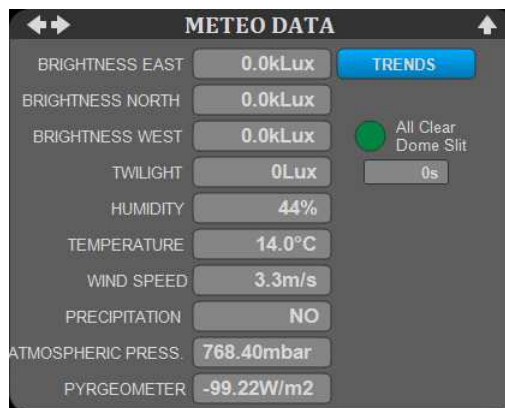 METEO DATA
BRIGHTNESS EAST 0.0kLux TRENDS
BRIGHTNESS NORTH 0.0kLux
BRIGHTNESS WEST 0.0kLux All Clear
Dome Slit
TWILIGHT 0Lux 0s
HUMIDITY 44%
TEMPERATURE 14.0°C
WIND SPEED 3.3m/s
PRECIPITATION NO
ATMOSPHERIC PRESS. 768.40mbar
PYRGEOMETER -99.22W/m2